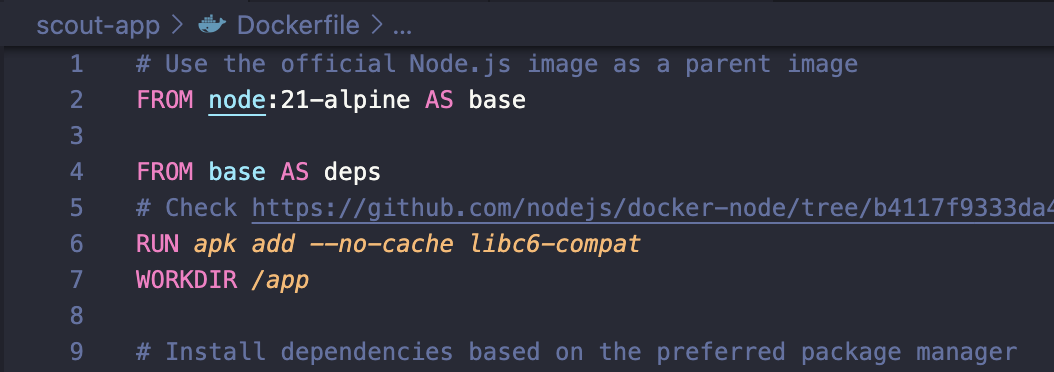 scout-app > Dockerfile > ...
1 # Use the official Node.js image as a parent image
2 FROM node:21-alpine AS base
3
4 FROM base AS deps
5 # Check https://github.com/nodejs/docker-node/tree/b4117f9333da4
6 RUN apk add --no-cache libc6-compat
7 WORKDIR /app
8
9 # Install dependencies based on the preferred package manager